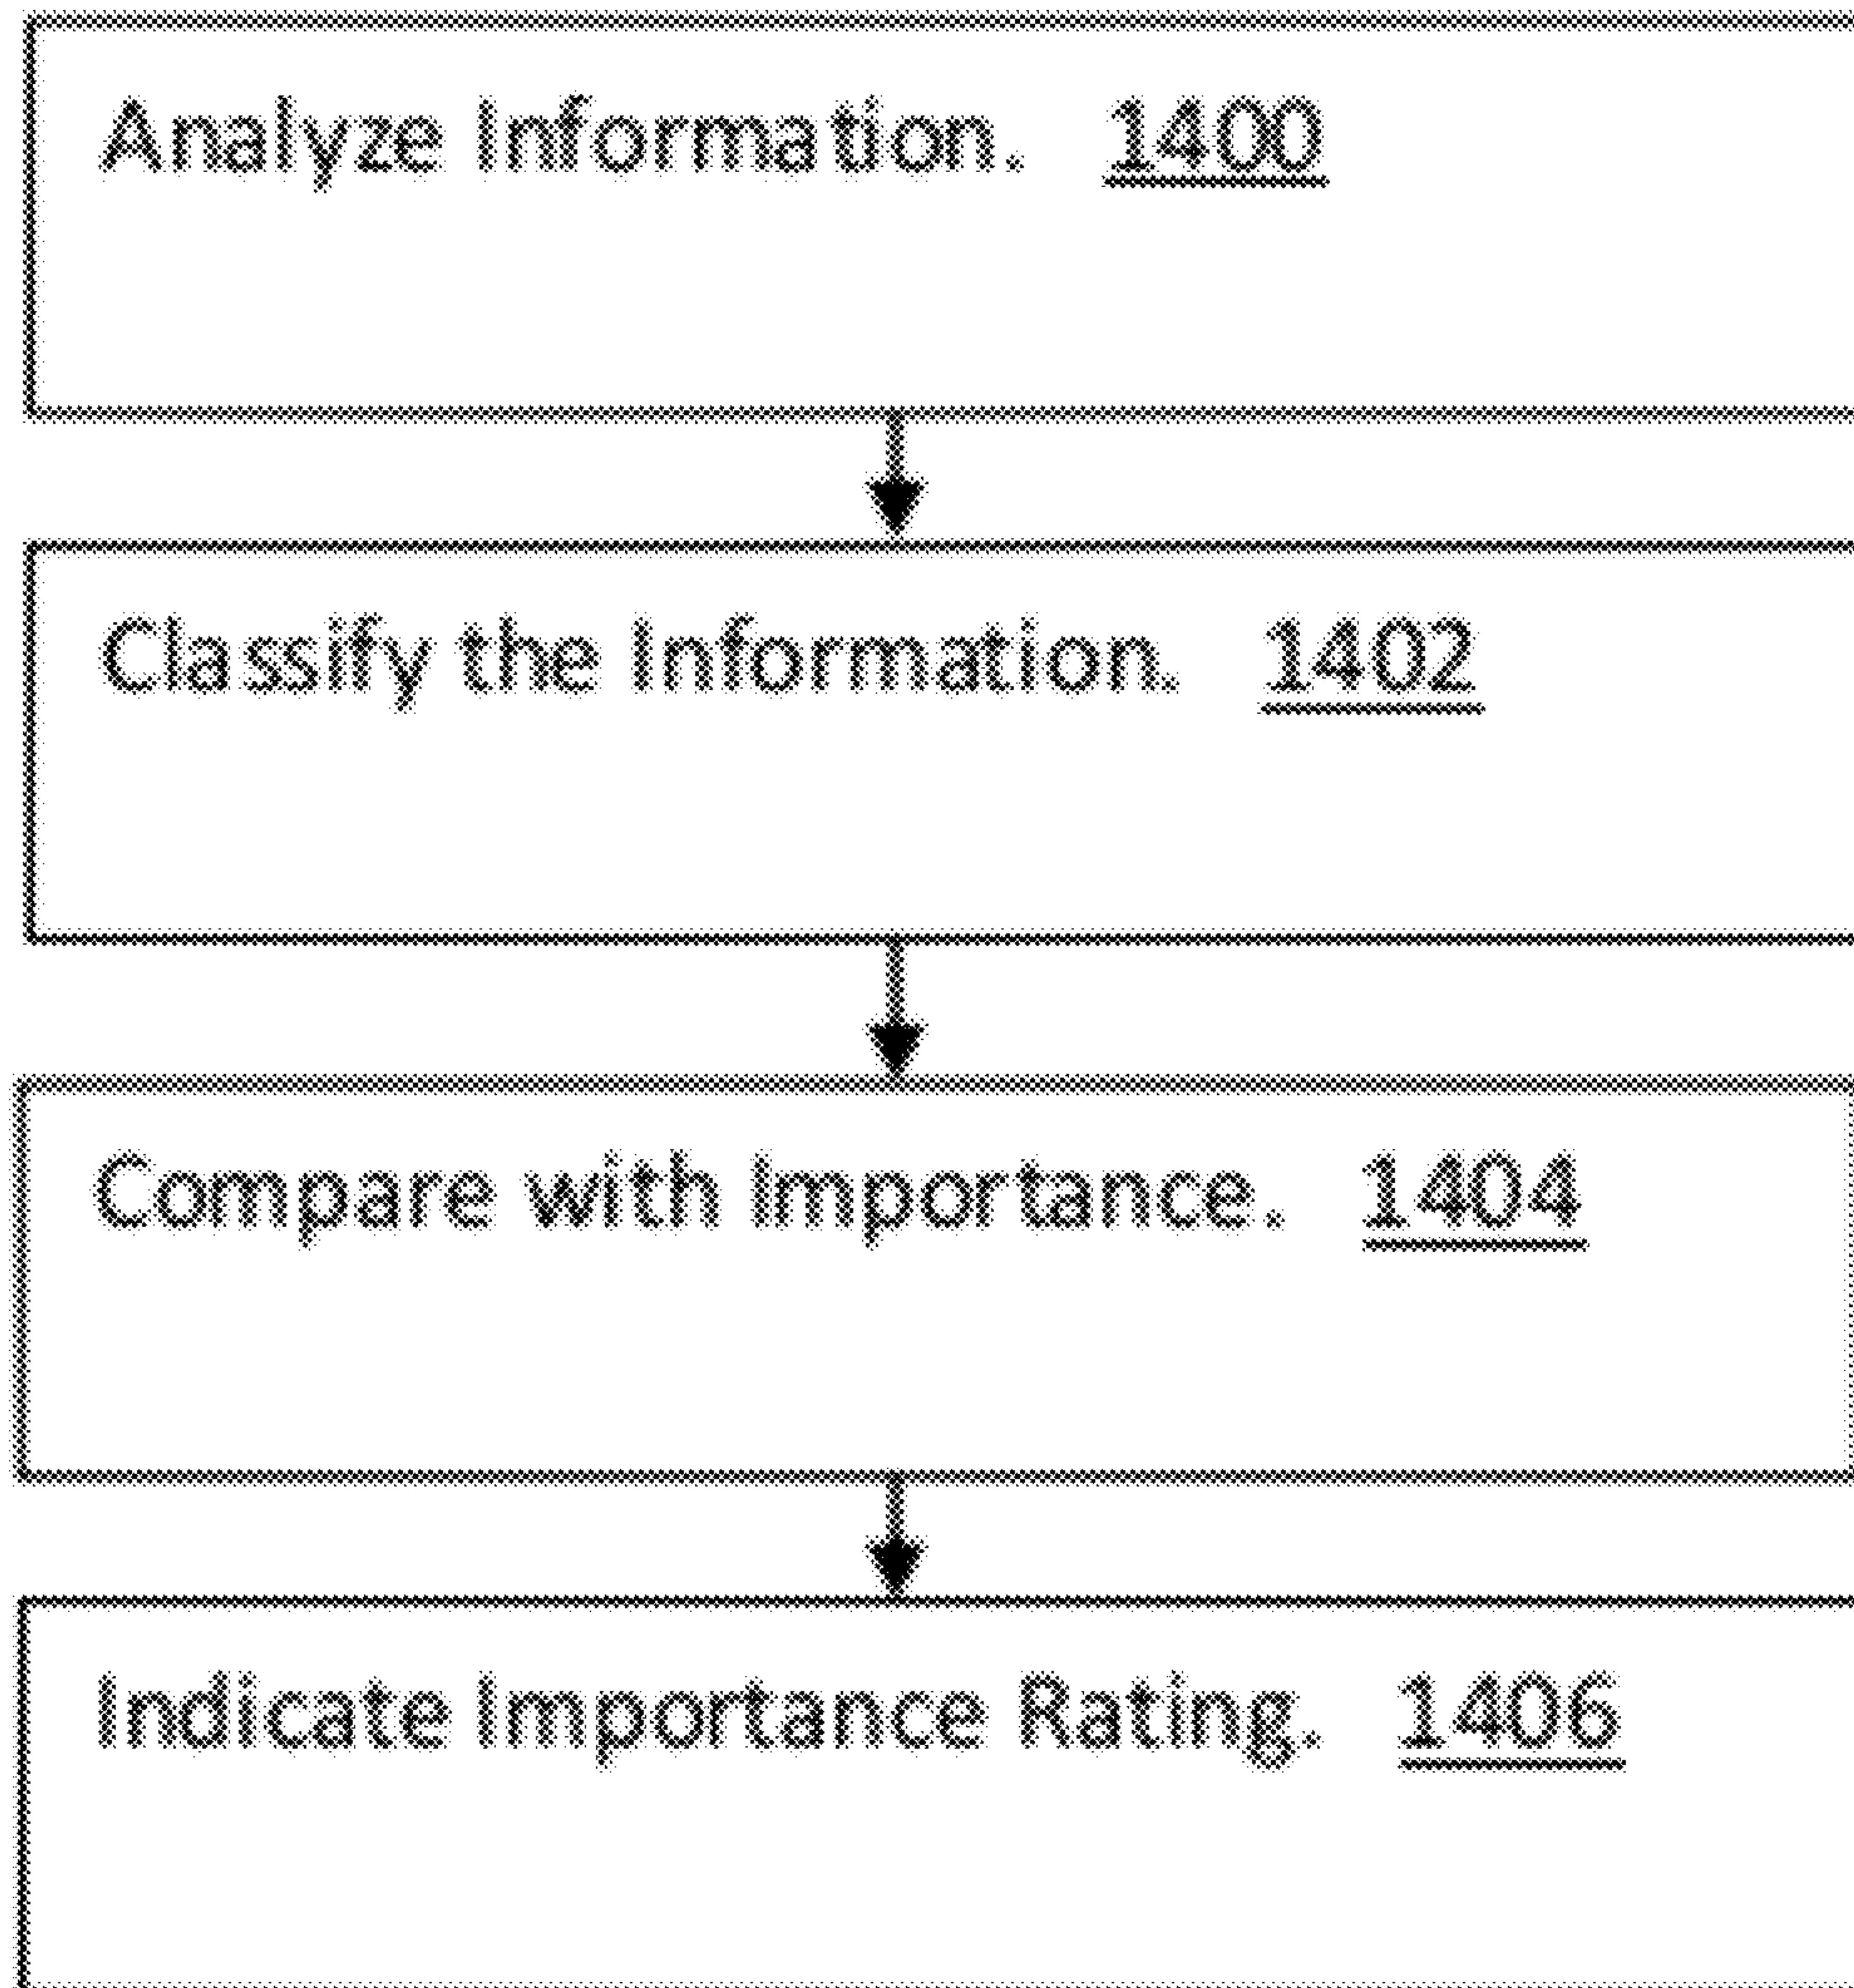 Analyze Information. 1400
Classify the Information. 1402
Compare with Importance. 1404
Indicate Importance Rating. 1406